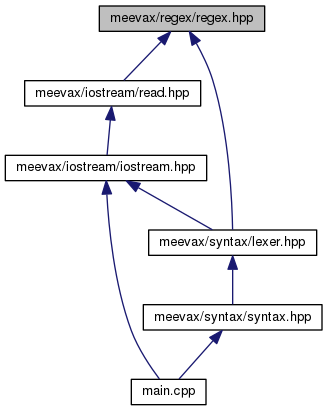 meevax/regex/regex.hpp
meevax/iostream/read.hpp
meevax/iostream/iostream.hpp
meevax/syntax/lexer.hpp
meevax/syntax/syntax.hpp
main.cpp